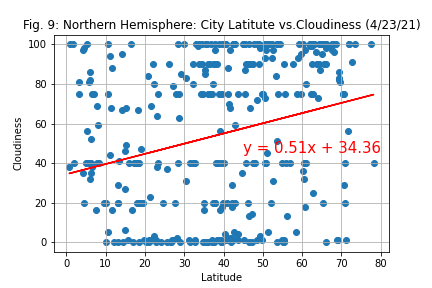 Fig. 9: Northern Hemisphere: City Latitute vs.Cloudiness (4/23/21)
100
80
60
40
20
0
Cloudiness
y = 0.51x + 34.36
0 10 20 30 40 50 60 70 80
Latitude